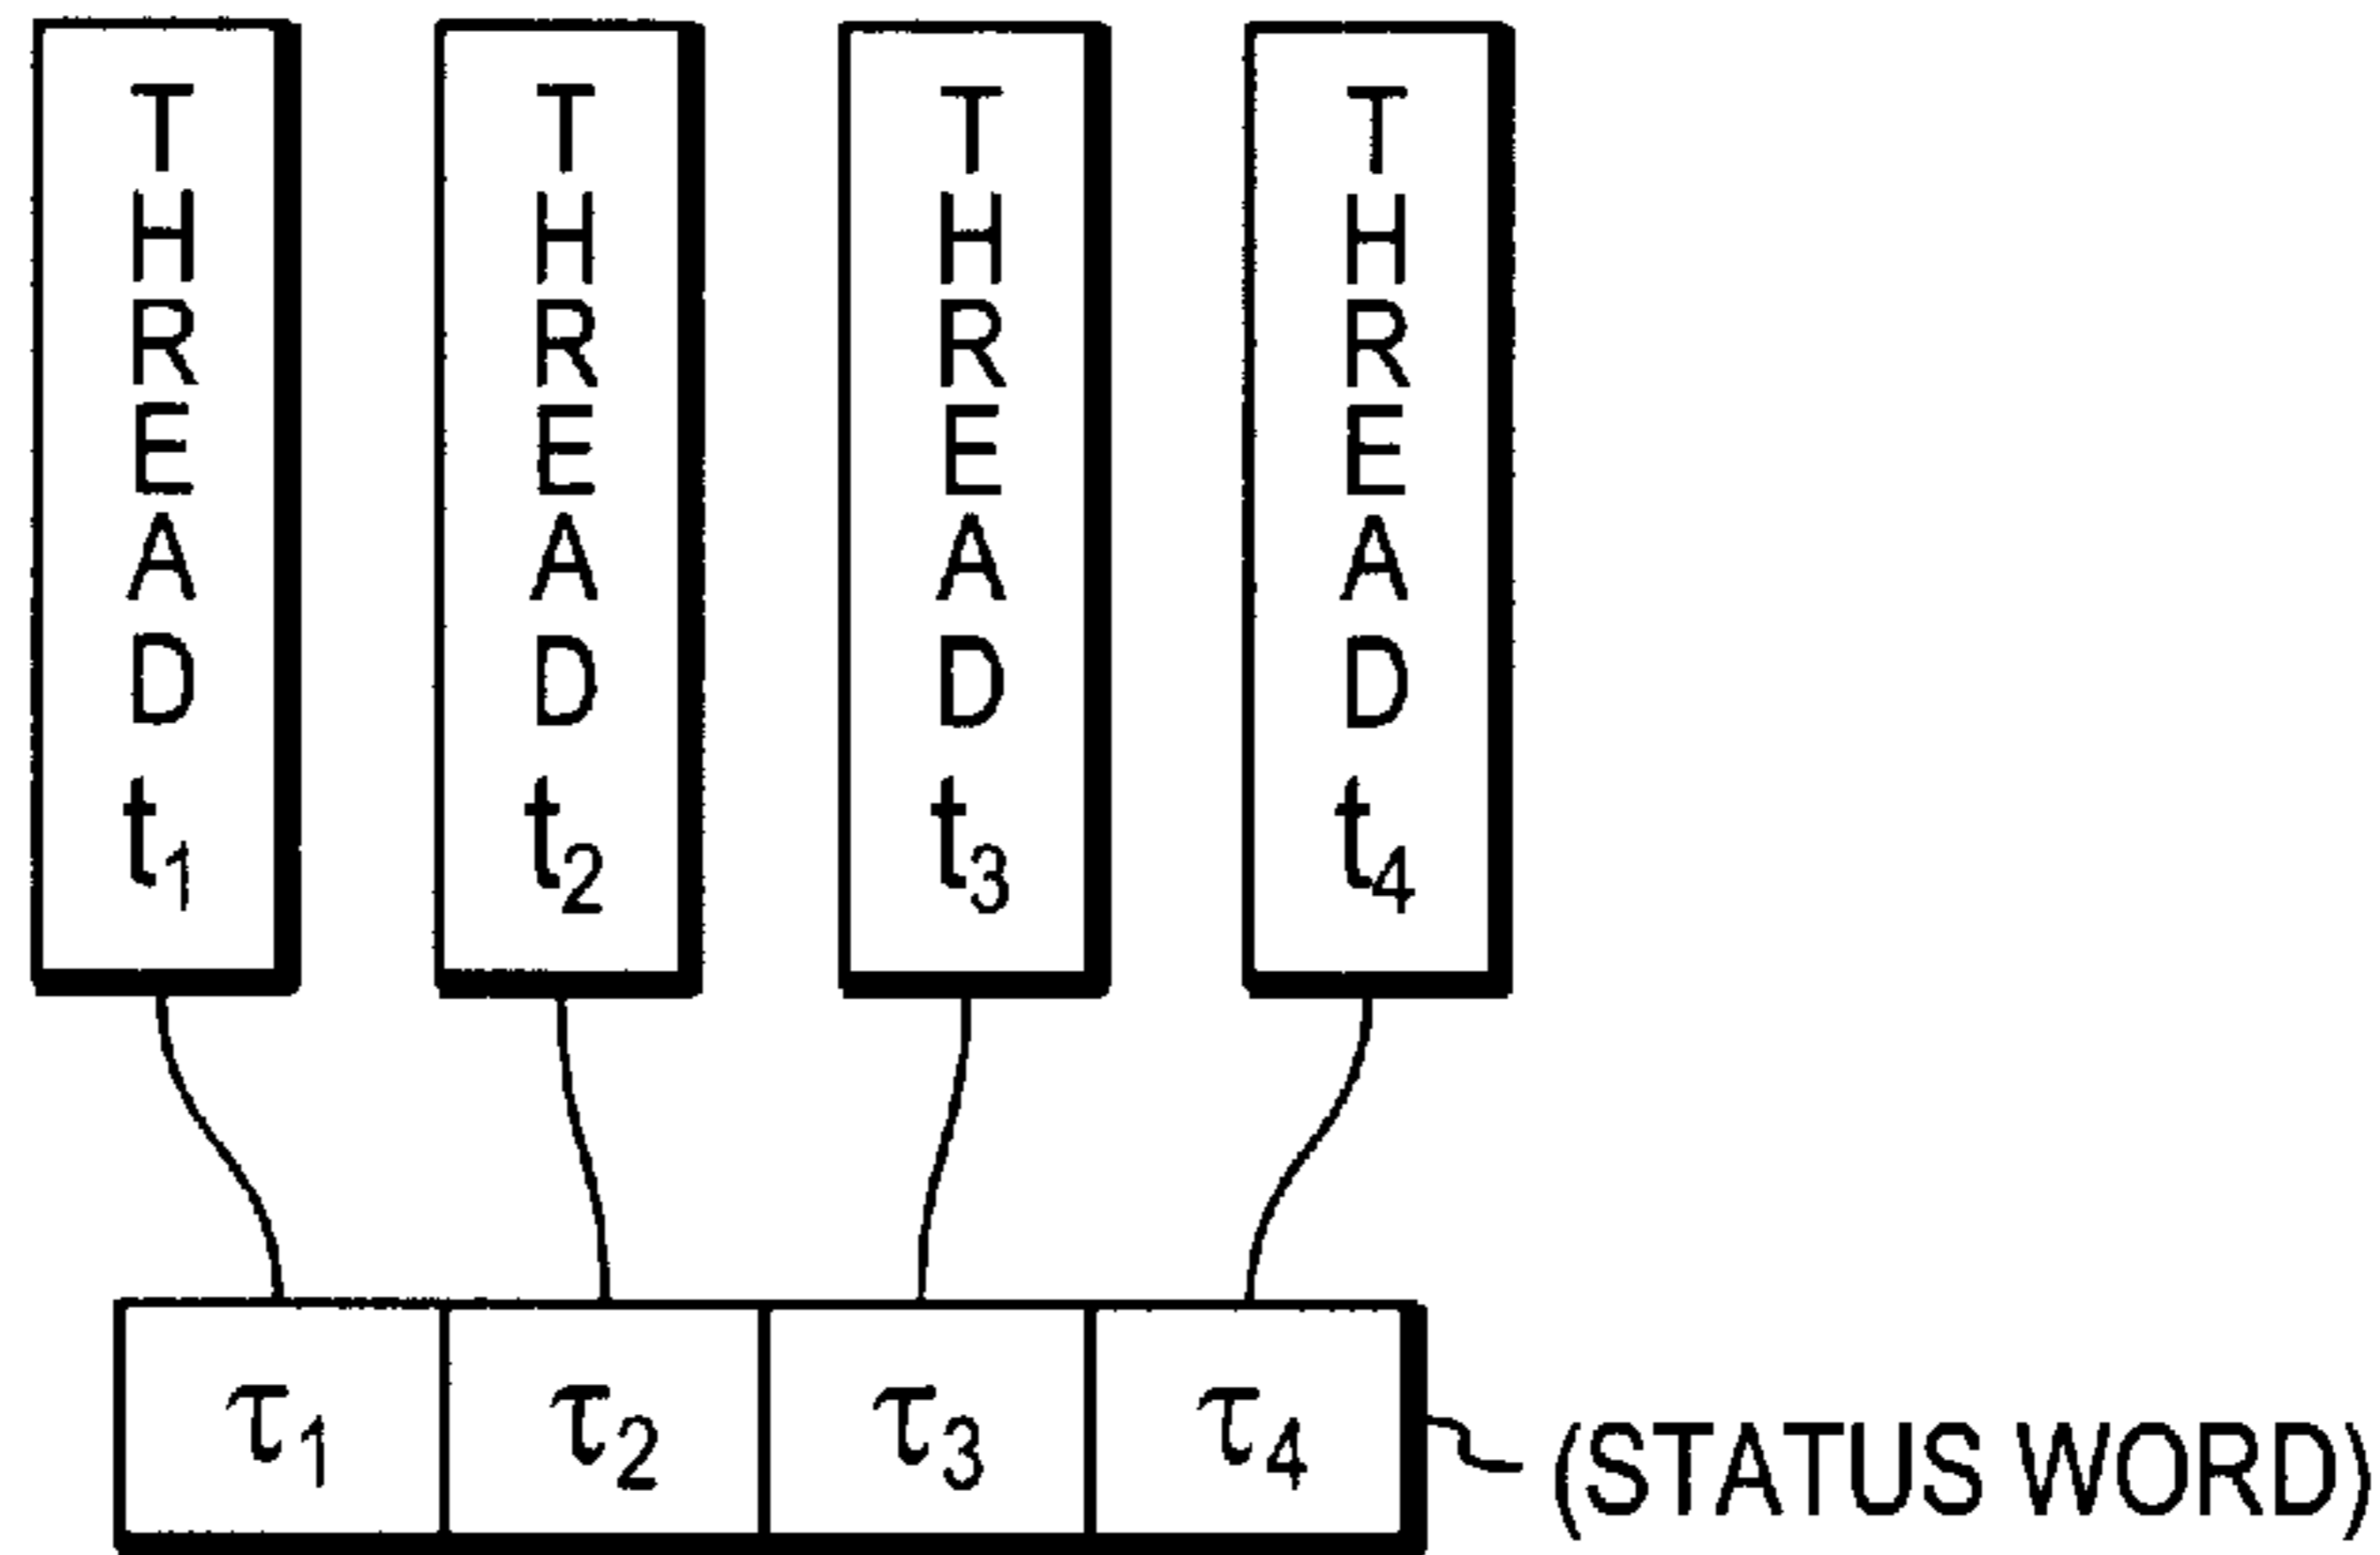 THREAD t₁
THREAD t₂
THREAD t₃
THREAD t₄
τ₁ τ₂ τ₃ τ₄ (STATUS WORD)